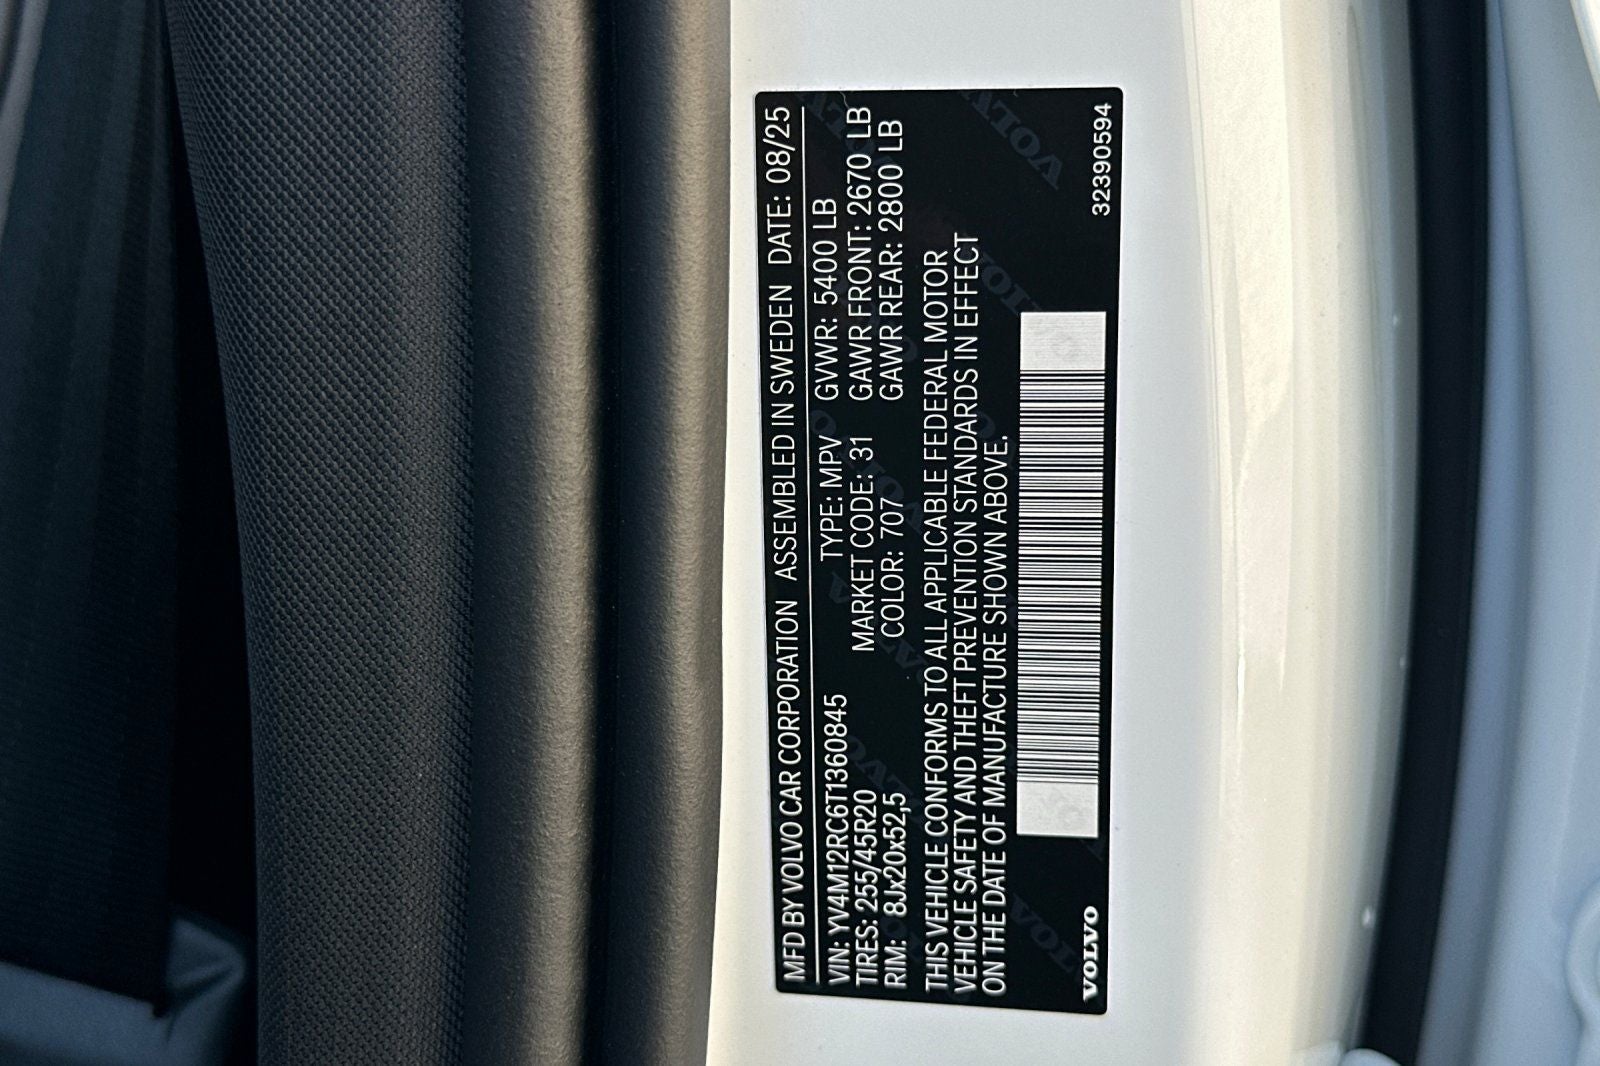 MFD BY VOLVO CAR CORPORATION ASSEMBLED IN SWEDEN DATE: 08/25
VIN: YV4M12RC6T1360845 TYPE: MPV GVWR: 5400 LB
TIRES: 255/45R20 MARKET CODE: 31 GAWR FRONT: 2670 LB
RIM: 8Jx20x52,5 COLOR: 707 GAWR REAR: 2800 LB
THIS VEHICLE CONFORMS TO ALL APPLICABLE FEDERAL MOTOR
VEHICLE SAFETY AND THEFT PREVENTION STANDARDS IN EFFECT
ON THE DATE OF MANUFACTURE SHOWN ABOVE.
VOLVO 32390594